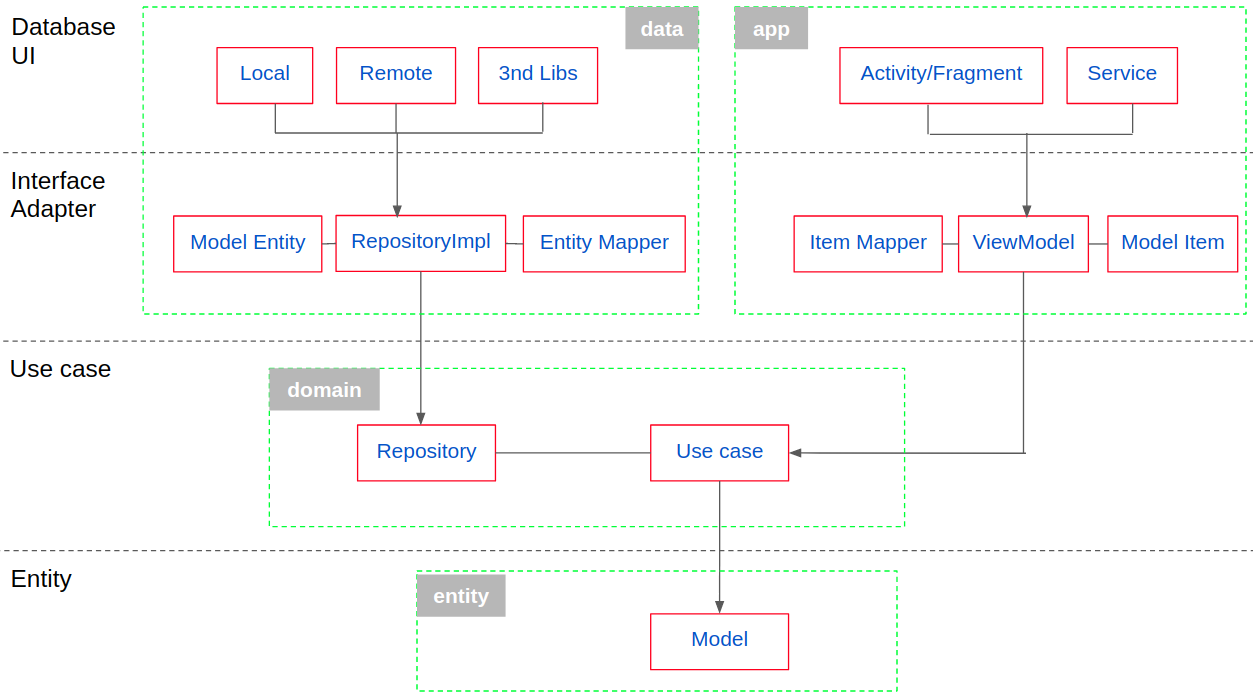 Database
UI
data
app
Local
Remote
3nd Libs
Activity/Fragment
Service
Interface
Adapter
Model Entity
RepositoryImpl
Entity Mapper
Item Mapper
ViewModel
Model Item
Use case
domain
Repository
Use case
Entity
entity
Model